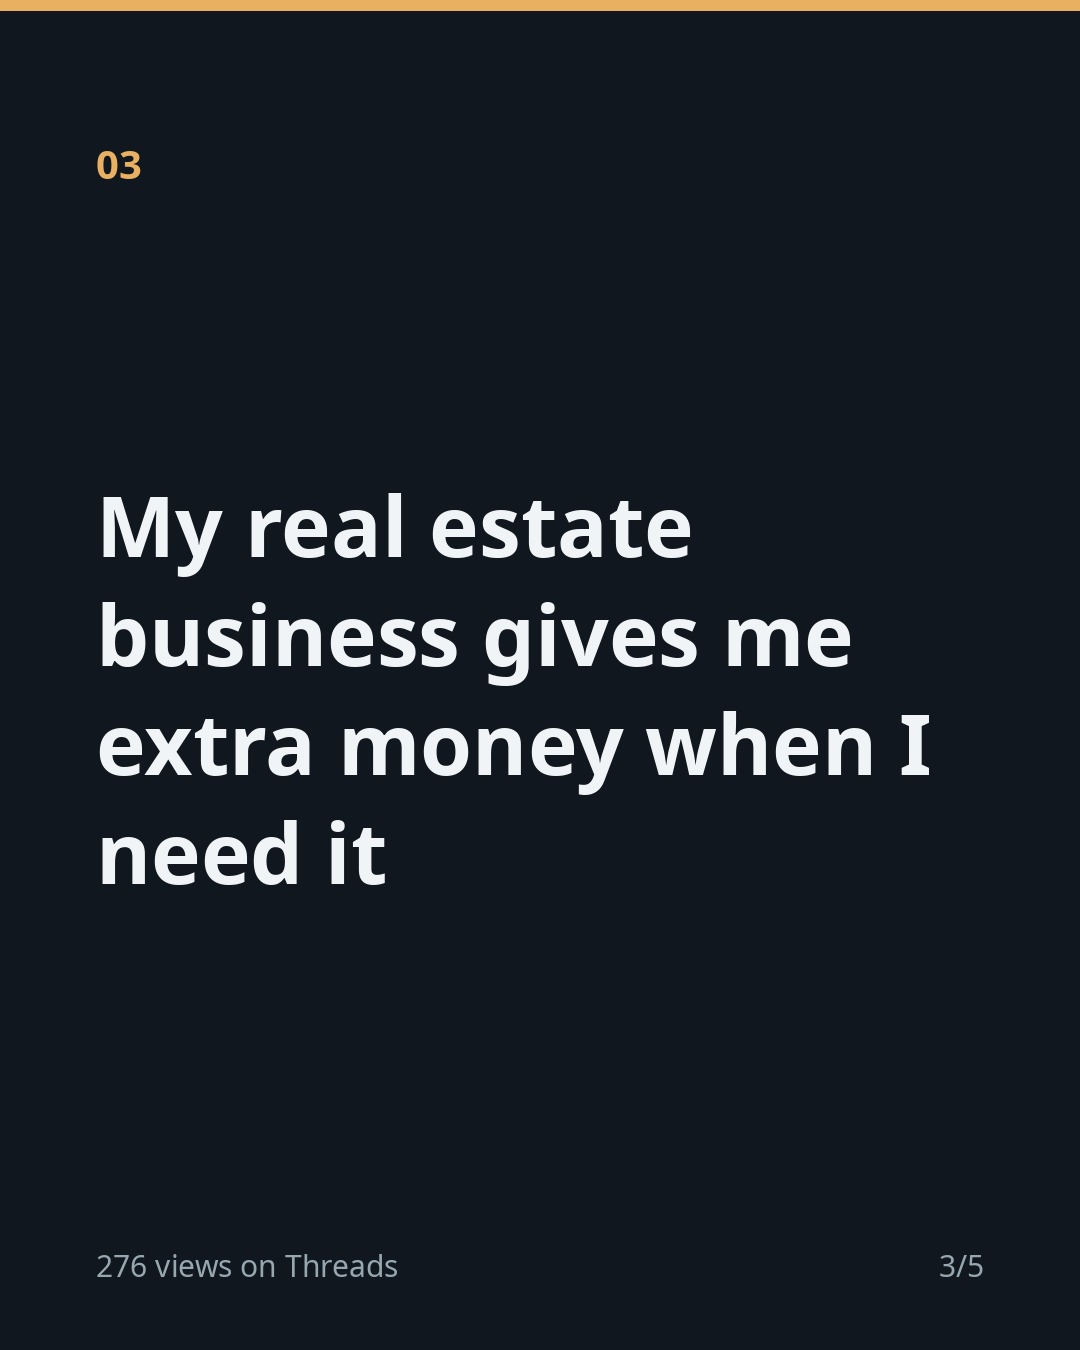 03
My real estate
business gives me
extra money when I
need it
276 views on Threads
3/5